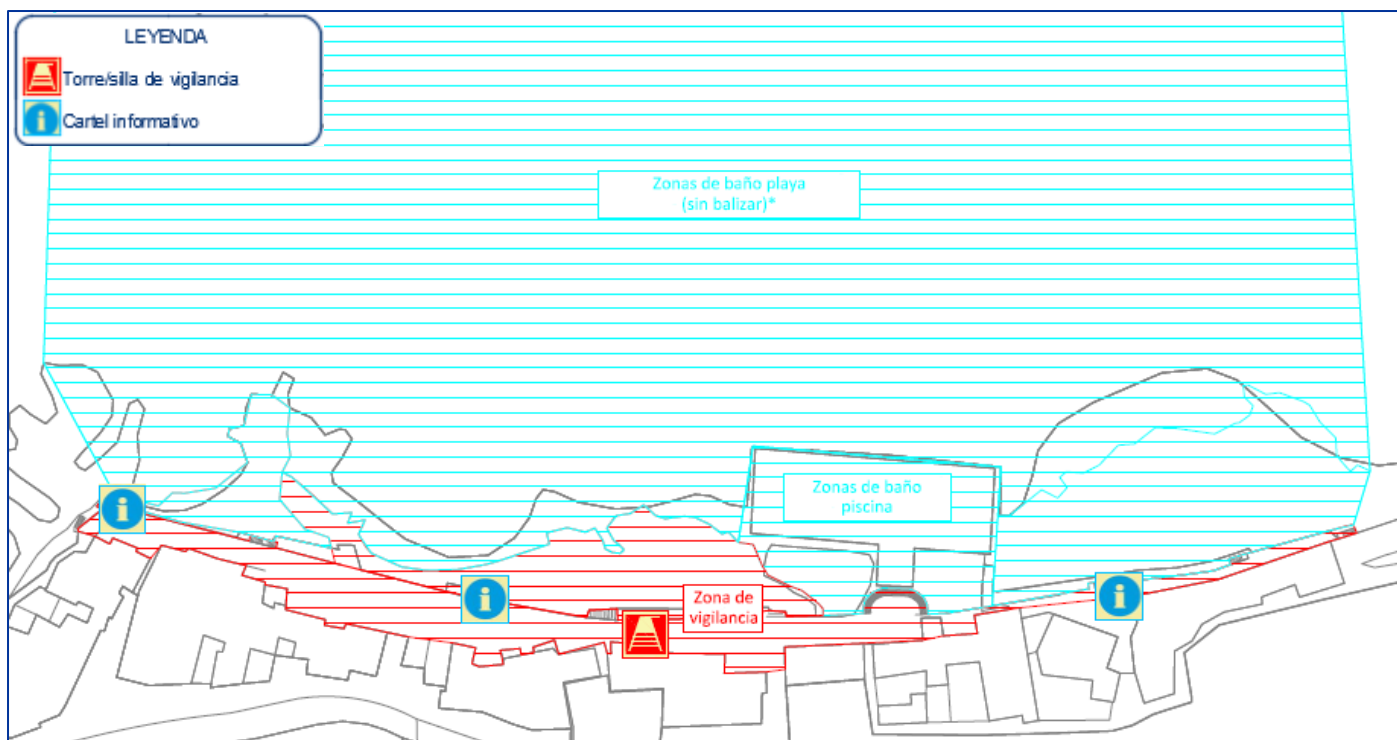 LEYENDA
Torre/silla de vigilancia
Cartel informativo
Zonas de baño playa
(sin balizar)*
Zonas de baño
piscina
Zona de
vigilancia